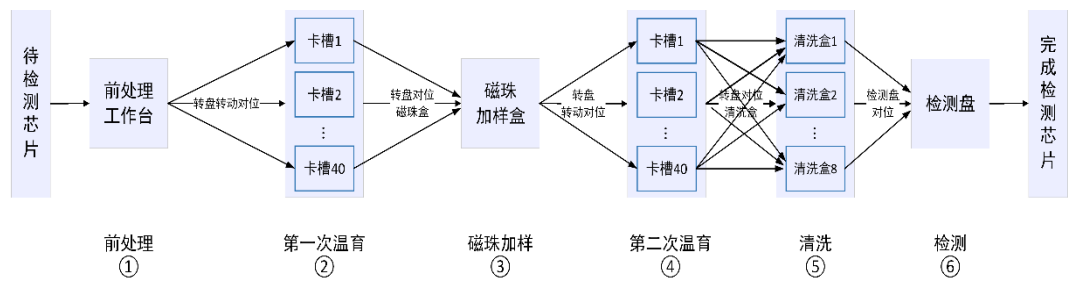 待检测芯片
前处理
工作台
转盘转动对位
卡槽1
卡槽2
⋮
卡槽40
转盘对位
磁珠盒
磁珠
加样盒
转盘
转动对位
卡槽1
卡槽2
⋮
卡槽40
转盘对位
清洗盒
清洗盒1
清洗盒2
⋮
清洗盒8
检测盘
对位
检测盘
完成检测芯片
前处理
①
第一次温育
②
磁珠加样
③
第二次温育
④
清洗
⑤
检测
⑥